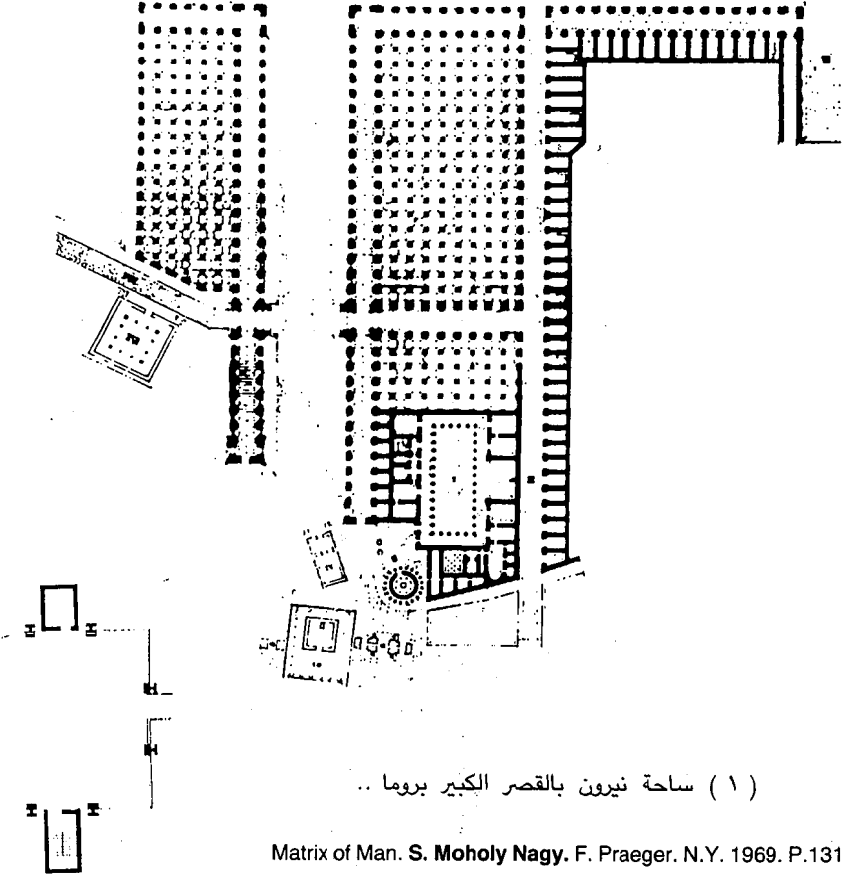 ( ١ ) ساحة نيرون بالقصر الكبير بروما ..
Matrix of Man. S. Moholy Nagy. F. Praeger. N.Y. 1969. P.131